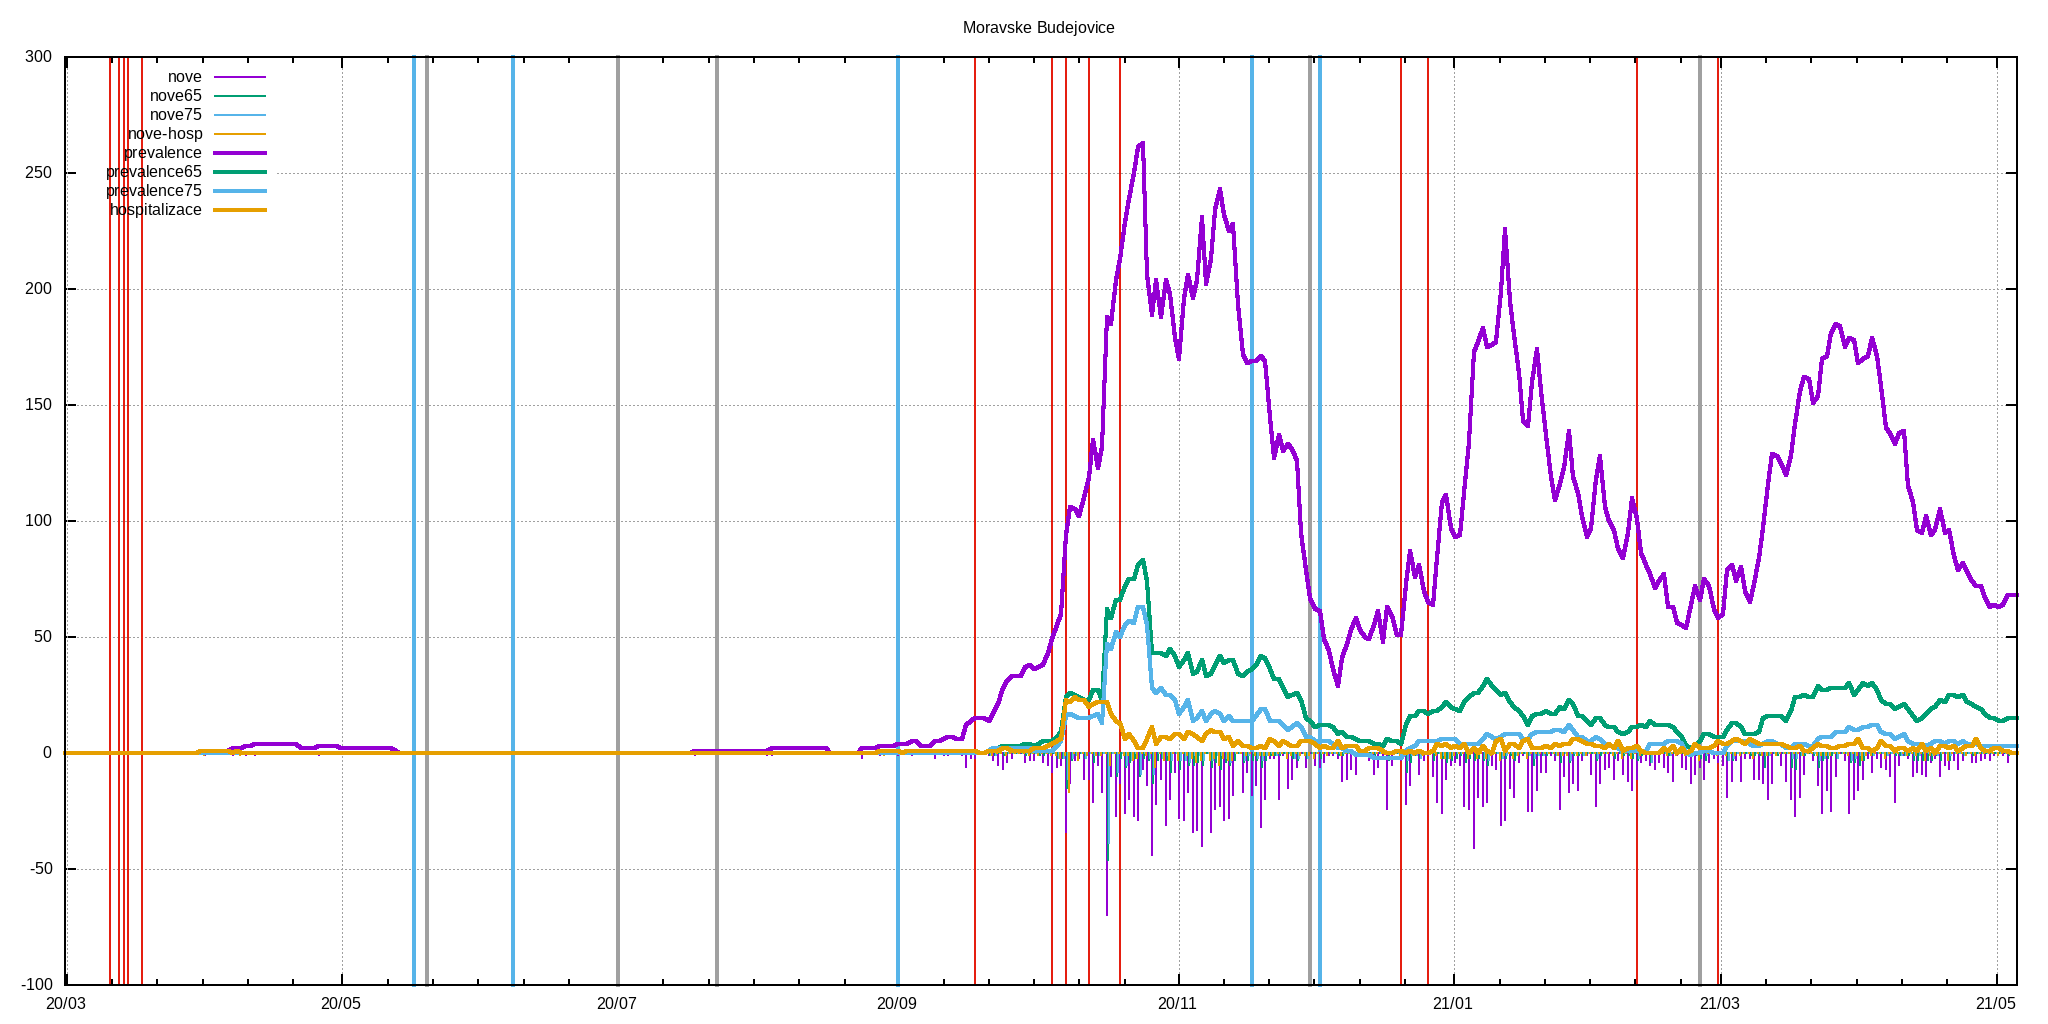 Moravske Budejovice
300
250
200
150
100
50
0
-50
-100
nove
nove65
nove75
nove-hosp
prevalence
prevalence65
prevalence75
hospitalizace
20/03 20/05 20/07 20/09 20/11 21/01 21/03 21/05